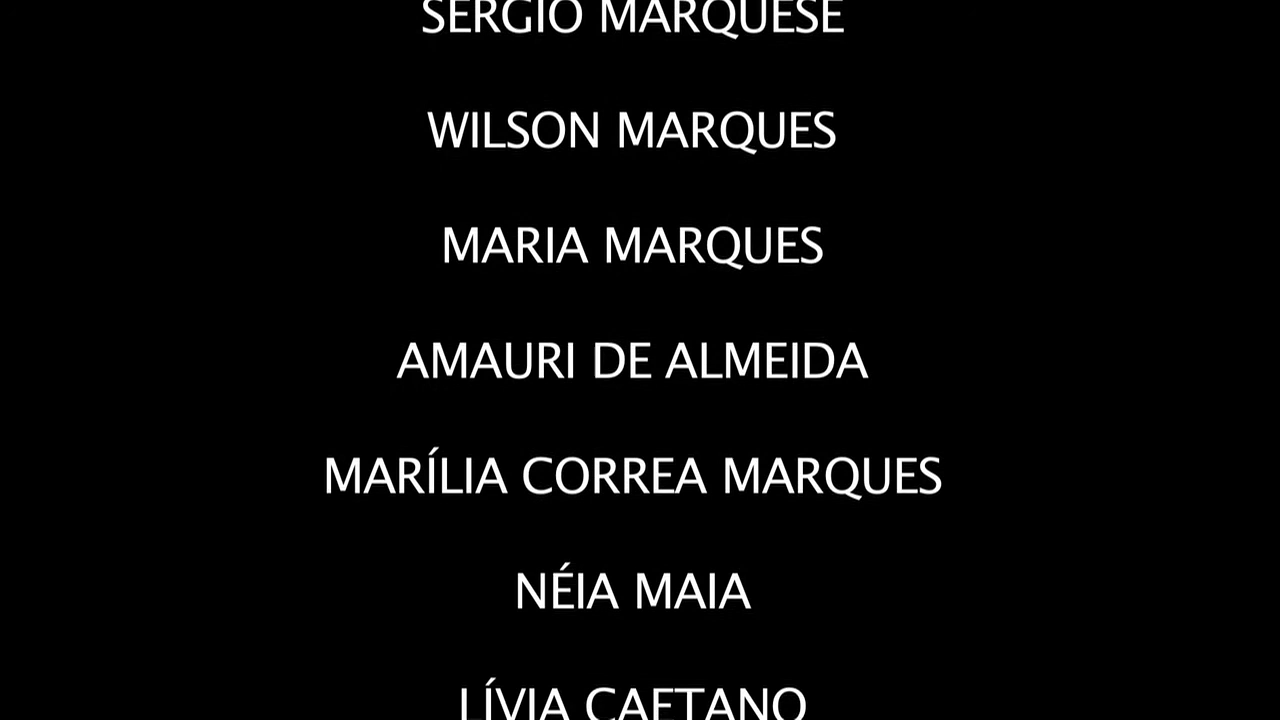 SERGIO MARQUESE
WILSON MARQUES
MARIA MARQUES
AMAURI DE ALMEIDA
MARÍLIA CORREA MARQUES
NÉIA MAIA
LÍVIA CAETANO